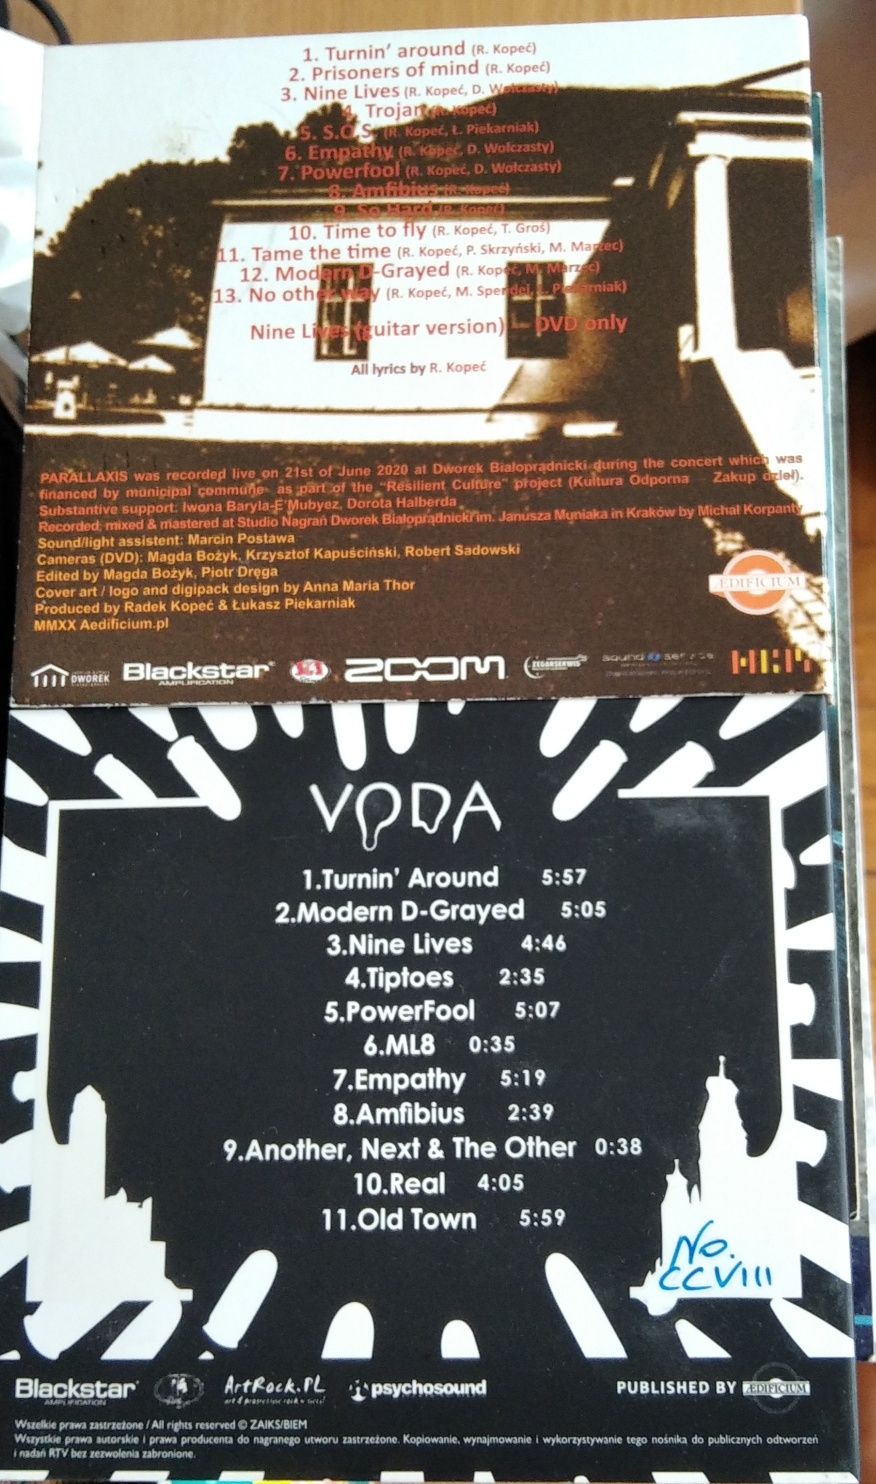 1. Turnin' around (R. Kopeć)
2. Prisoners of mind (R. Kopeć)
3. Nine Lives (R. Kopeć, D. Wołczasty)
4. Trojan (R. Kopeć)
5. S.O.S. (R. Kopeć, Ł. Piekarniak)
6. Empathy (R. Kopeć, D. Wołczasty)
7. Powerfool (R. Kopeć, D. Wołczasty)
8. Amfibius (R. Kopeć)
9. So Hard (R. Kopeć)
10. Time to fly (R. Kopeć, T. Groś)
11. Tame the time (R. Kopeć, P. Skrzyński, M. Marzec)
12. Modern D-Grayed (R. Kopeć, M. Marzec)
13. No other way (R. Kopeć, M. Spendel, Piekarniak)
Nine Lives (guitar version) - DVD only
All lyrics by R. Kopeć
PARALLAXIS was recorded live on 21st of June 2020 at Dworek Białoprądnicki during the concert which was
financed by municipal commune as part of the "Resilient Culture" project (Kultura Odporna Zakup dzieł).
Substantive support: Iwona Baryla-E'Mubyez, Dorota Halberda
Recorded, mixed & mastered at Studio Nagrań Dworek Białoprądnicki im. Janusza Muniaka in Kraków by Michał Korpanty
Sound/light assistent: Marcin Postawa
Cameras (DVD): Magda Bożyk, Krzysztof Kapuściński, Robert Sadowski
Edited by Magda Bożyk, Piotr Dręga
Cover art / logo and digipack design by Anna Maria Thor
Produced by Radek Kopeć & Łukasz Piekarniak
MMXX Aedificium.pl
ÆDIFICIUM
DWOREK Blackstar AMPLIFICATION ZOOM ZEGARSERWIS sound service
VODA
1.Turnin' Around 5:57
2.Modern D-Grayed 5:05
3.Nine Lives 4:46
4.Tiptoes 2:35
5.PowerFool 5:07
6.ML8 0:35
7.Empathy 5:19
8.Amfibius 2:39
9.Another, Next & The Other 0:38
10.Real 4:05
11.Old Town 5:59
No.
CCVIII
Blackstar AMPLIFICATION ArtRock.PL psychosound PUBLISHED BY ÆDIFICIUM
Wszelkie prawa zastrzeżone / All rights reserved © ZAIKS/BIEM
Wszystkie prawa autorskie i prawa producenta do nagranego utworu zastrzeżone. Kopiowanie, wynajmowanie i wykorzystywanie tego nośnika do publicznych odtworzeń
i nadań RTV bez zezwolenia zabronione.